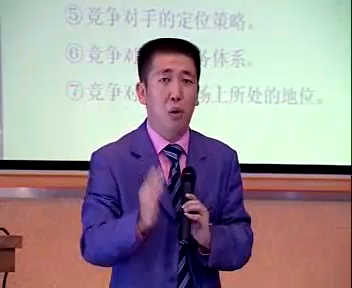 ⑤竞争对手的定位策略。
⑥竞争对 务体系。
⑦竞争对 场上所处的地位。